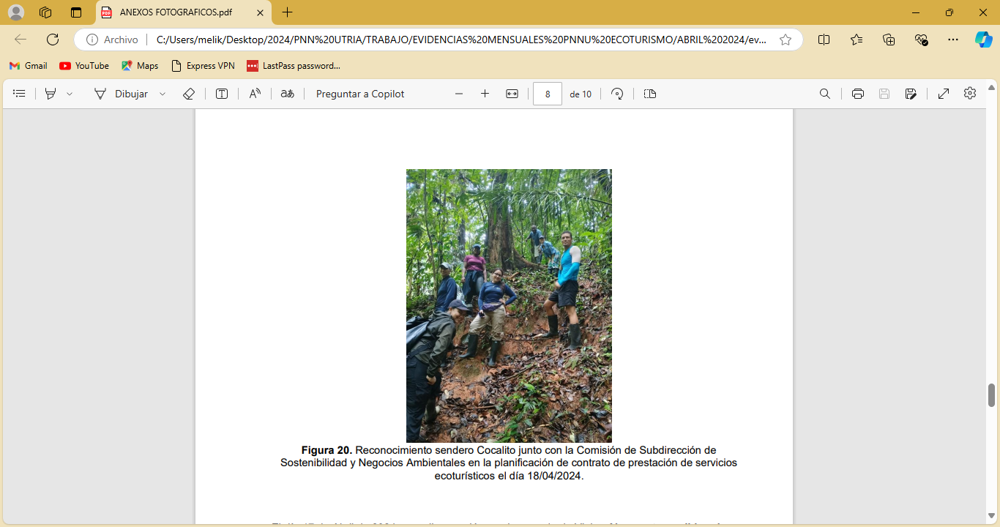 ANEXOS FOTOGRAFICOS.pdf
Archivo
C:/Users/melik/Desktop/2024/PNN%20UTRIA/TRABAJO/EVIDENCIAS%20MENSUALES%20PNNU%20ECOTURISMO/ABRIL%202024/ev...
Gmail YouTube Maps Express VPN LastPass password...
Dibujar aあ Preguntar a Copilot 8 de 10
Figura 20. Reconocimiento sendero Cocalito junto con la Comisión de Subdirección de
Sostenibilidad y Negocios Ambientales en la planificación de contrato de prestación de servicios
ecoturísticos el día 18/04/2024.